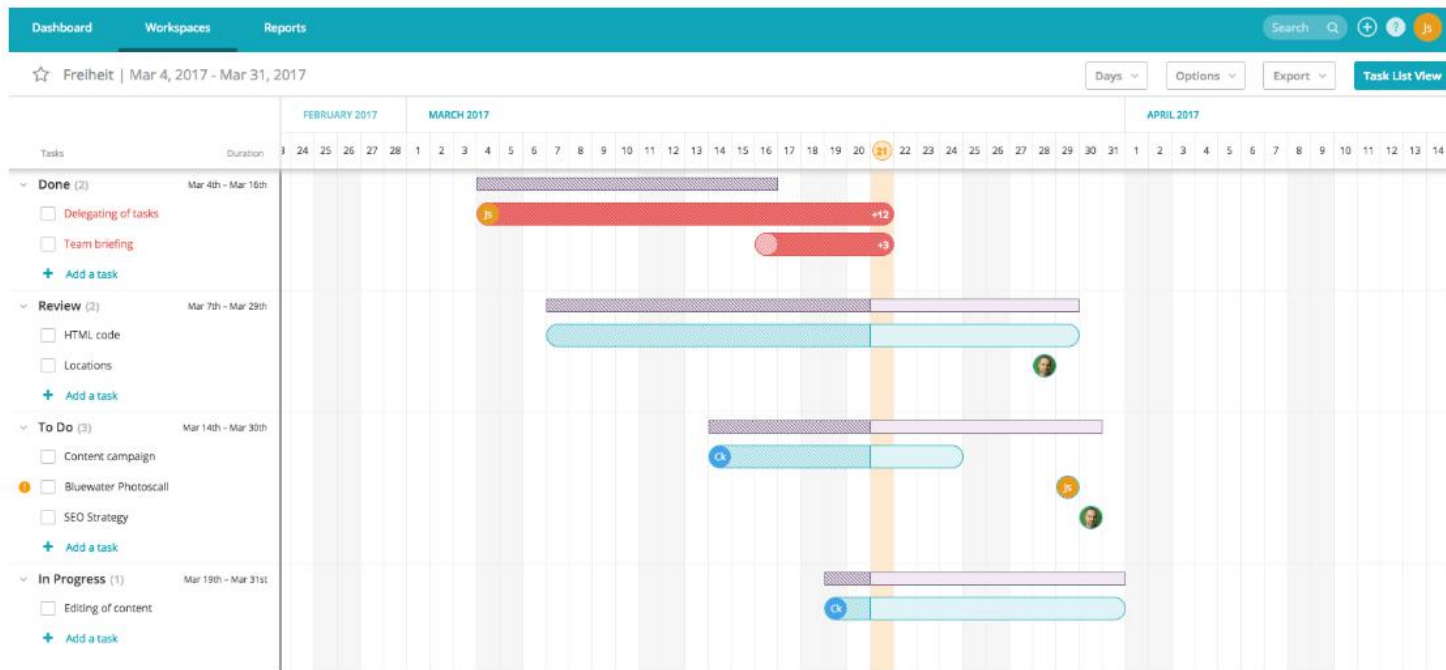 Dashboard Workspaces Reports Search ? Js
Freiheit | Mar 4, 2017 - Mar 31, 2017 Days Options Export Task List View
FEBRUARY 2017 MARCH 2017 APRIL 2017
Tasks Duration 24 25 26 27 28 1 2 3 4 5 6 7 8 9 10 11 12 13 14 15 16 17 18 19 20 21 22 23 24 25 26 27 28 29 30 31 1 2 3 4 5 6 7 8 9 10 11 12 13 14
Done (2) Mar 4th - Mar 16th
Delegating of tasks Js +12
Team briefing +3
+ Add a task
Review (2) Mar 7th - Mar 29th
HTML code
Locations
+ Add a task
To Do (3) Mar 14th - Mar 30th
Content campaign Ck
! Bluewater Photoscall Js
SEO Strategy
+ Add a task
In Progress (1) Mar 19th - Mar 31st
Editing of content Ck
+ Add a task